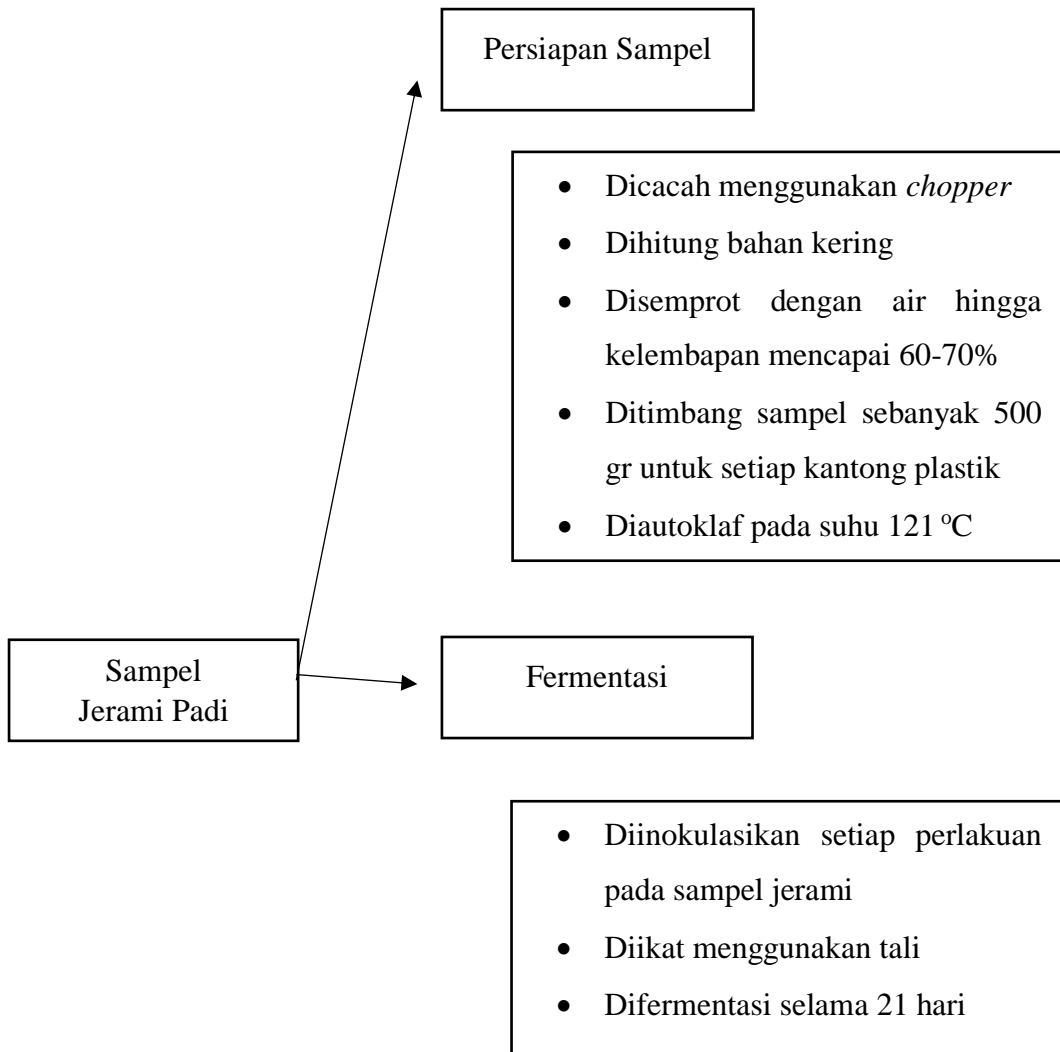 Persiapan Sampel
• Dicacah menggunakan chopper
• Dihitung bahan kering
• Disemprot dengan air hingga
kelembapan mencapai 60-70%
• Ditimbang sampel sebanyak 500
gr untuk setiap kantong plastik
• Diautoklaf pada suhu 121 °C
Sampel
Jerami Padi
Fermentasi
• Diinokulasikan setiap perlakuan
pada sampel jerami
• Diikat menggunakan tali
• Difermentasi selama 21 hari